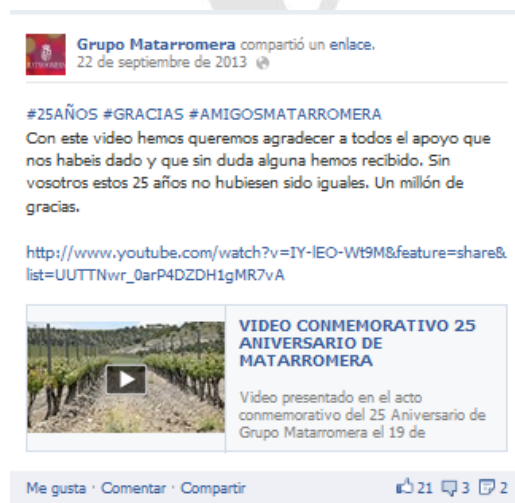 Grupo Matarromera compartió un enlace.
22 de septiembre de 2013
#25AÑOS #GRACIAS #AMIGOSMATARROMERA
Con este video hemos queremos agradecer a todos el apoyo que
nos habeis dado y que sin duda alguna hemos recibido. Sin
vosotros estos 25 años no hubiesen sido iguales. Un millón de
gracias.
http://www.youtube.com/watch?v=IY-lEO-Wt9M&feature=share&
list=UUTTNwr_0arP4DZDH1gMR7vA
VIDEO CONMEMORATIVO 25
ANIVERSARIO DE
MATARROMERA
Video presentado en el acto
conmemorativo del 25 Aniversario de
Grupo Matarromera el 19 de
Me gusta · Comentar · Compartir 21 3 2